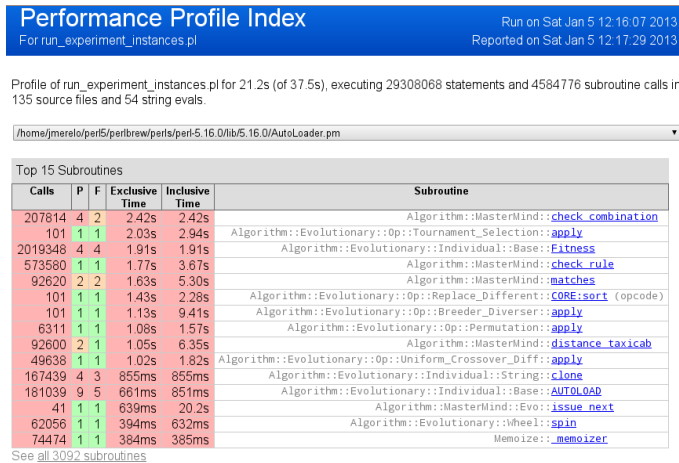 Performance Profile Index
For run_experiment_instances.pl
Run on Sat Jan 5 12:16:07 2013
Reported on Sat Jan 5 12:17:29 2013
Profile of run_experiment_instances.pl for 21.2s (of 37.5s), executing 29308068 statements and 4584776 subroutine calls in
135 source files and 54 string evals.
/home/jmerelo/perl5/perlbrew/perls/perl-5.16.0/lib/5.16.0/AutoLoader.pm
Top 15 Subroutines
Calls P F Exclusive Time Inclusive Time Subroutine
207814 4 2 2.42s 2.42s Algorithm::MasterMind::check_combination
101 1 1 2.03s 2.94s Algorithm::Evolutionary::Op::Tournament_Selection::apply
2019348 4 4 1.91s 1.91s Algorithm::Evolutionary::Individual::Base::Fitness
573580 1 1 1.77s 3.67s Algorithm::MasterMind::check_rule
92620 2 2 1.63s 5.30s Algorithm::MasterMind::matches
101 1 1 1.43s 2.28s Algorithm::Evolutionary::Op::Replace_Different::CORE:sort (opcode)
101 1 1 1.13s 9.41s Algorithm::Evolutionary::Op::Breeder_Diverser::apply
6311 1 1 1.08s 1.57s Algorithm::Evolutionary::Op::Permutation::apply
92600 2 1 1.05s 6.35s Algorithm::MasterMind::distance_taxicab
49638 1 1 1.02s 1.82s Algorithm::Evolutionary::Op::Uniform_Crossover_Diff::apply
167439 4 3 855ms 855ms Algorithm::Evolutionary::Individual::String::clone
181039 9 5 661ms 851ms Algorithm::Evolutionary::Individual::Base::AUTOLOAD
41 1 1 639ms 20.2s Algorithm::MasterMind::Evo::issue_next
62056 1 1 394ms 632ms Algorithm::Evolutionary::Wheel::spin
74474 1 1 384ms 385ms Memoize::_memoizer
See all 3092 subroutines